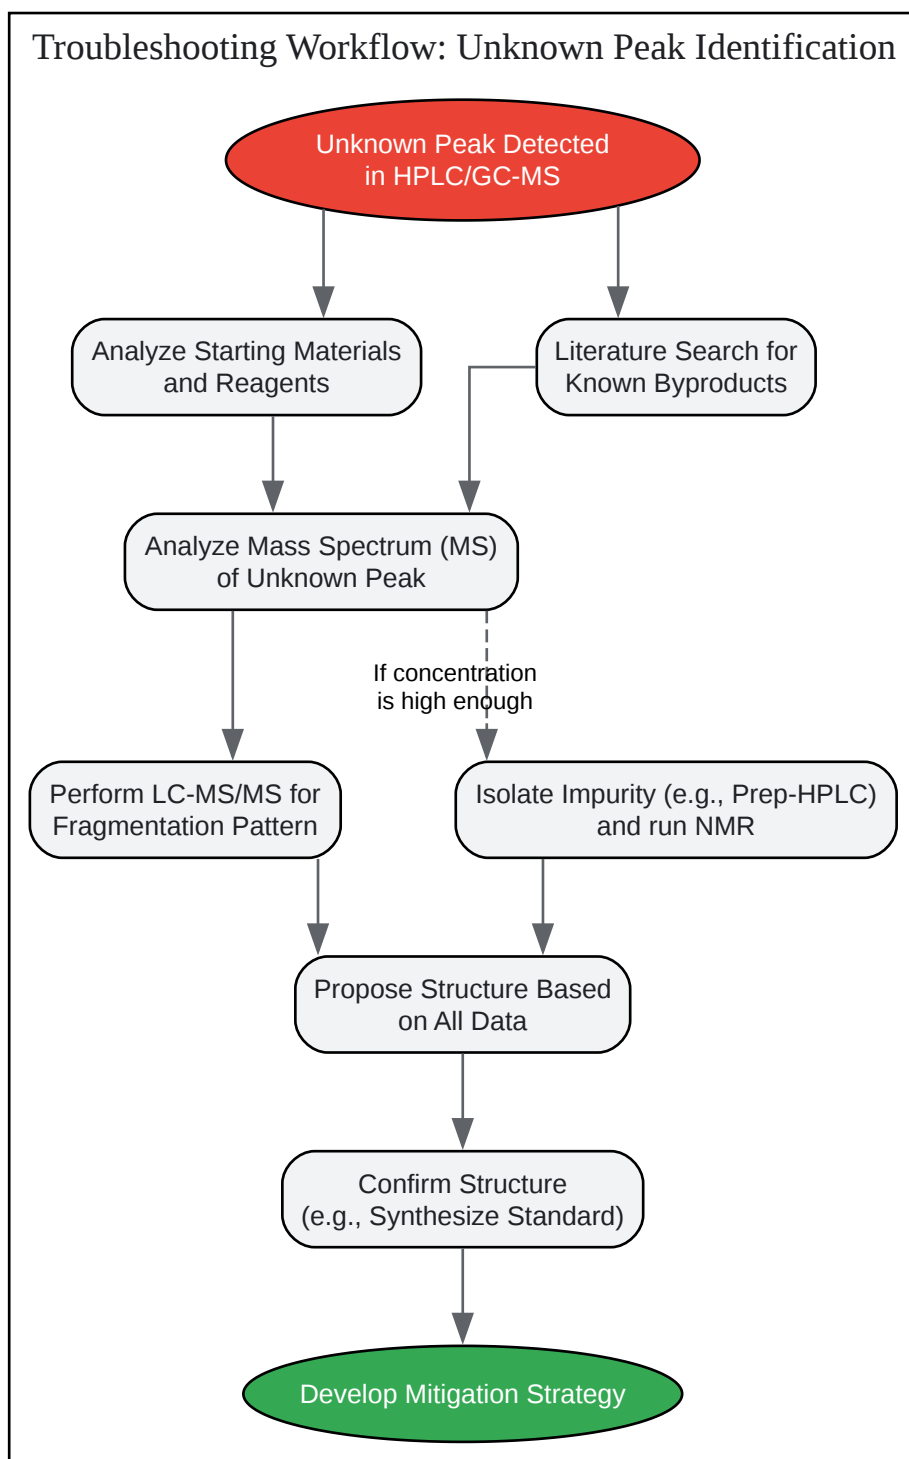 Troubleshooting Workflow: Unknown Peak Identification
Unknown Peak Detected
in HPLC/GC-MS
Analyze Starting Materials
and Reagents
Literature Search for
Known Byproducts
Analyze Mass Spectrum (MS)
of Unknown Peak
If concentration
is high enough
Perform LC-MS/MS for
Fragmentation Pattern
Isolate Impurity (e.g., Prep-HPLC)
and run NMR
Propose Structure Based
on All Data
Confirm Structure
(e.g., Synthesize Standard)
Develop Mitigation Strategy